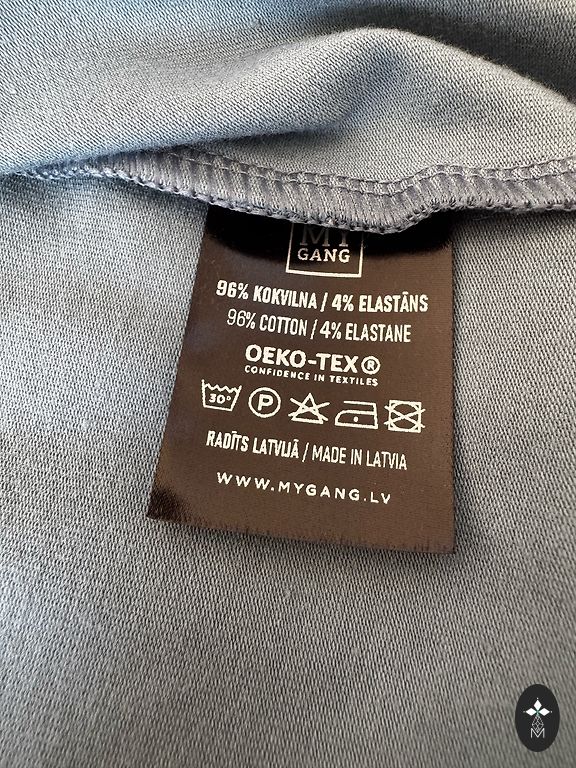 MY
GANG
96% KOKVILNA / 4% ELASTĀNS
96% COTTON / 4% ELASTANE
OEKO-TEX®
CONFIDENCE IN TEXTILES
30° P
RADĪTS LATVIJĀ / MADE IN LATVIA
WWW.MYGANG.LV
M